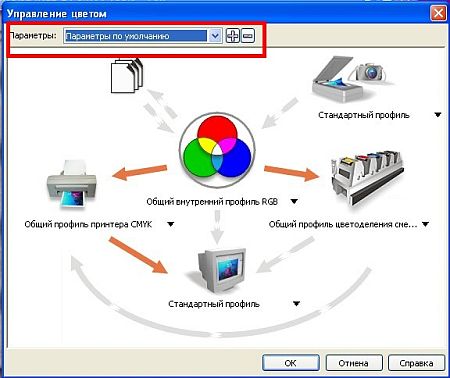 Управление цветом
Параметры: Параметры по умолчанию
Стандартный профиль
Общий внутренний профиль RGB
Общий профиль принтера CMYK
Общий профиль цветоделения сме...
Стандартный профиль
OK Отмена Справка